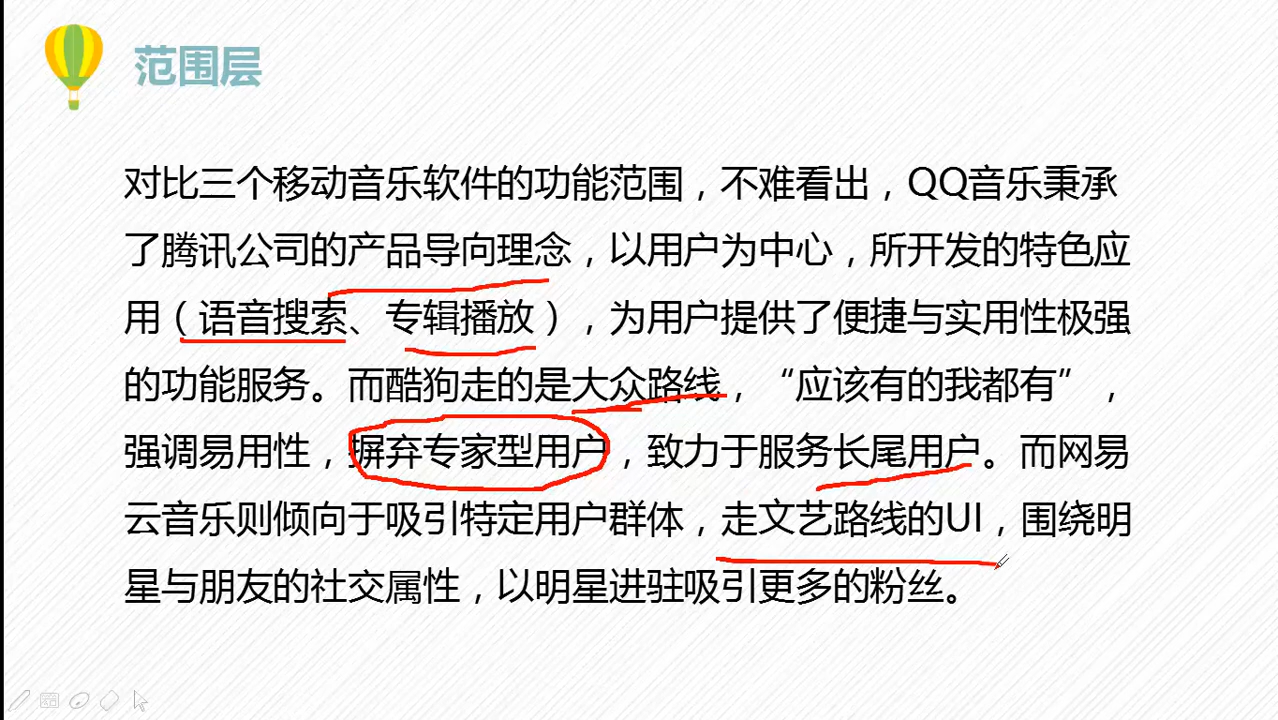 范围层
对比三个移动音乐软件的功能范围，不难看出，QQ音乐秉承
了腾讯公司的产品导向理念，以用户为中心，所开发的特色应
用（语音搜索、专辑播放），为用户提供了便捷与实用性极强
的功能服务。而酷狗走的是大众路线，“应该有的我都有”，
强调易用性，摒弃专家型用户，致力于服务长尾用户。而网易
云音乐则倾向于吸引特定用户群体，走文艺路线的UI，围绕明
星与朋友的社交属性，以明星进驻吸引更多的粉丝。